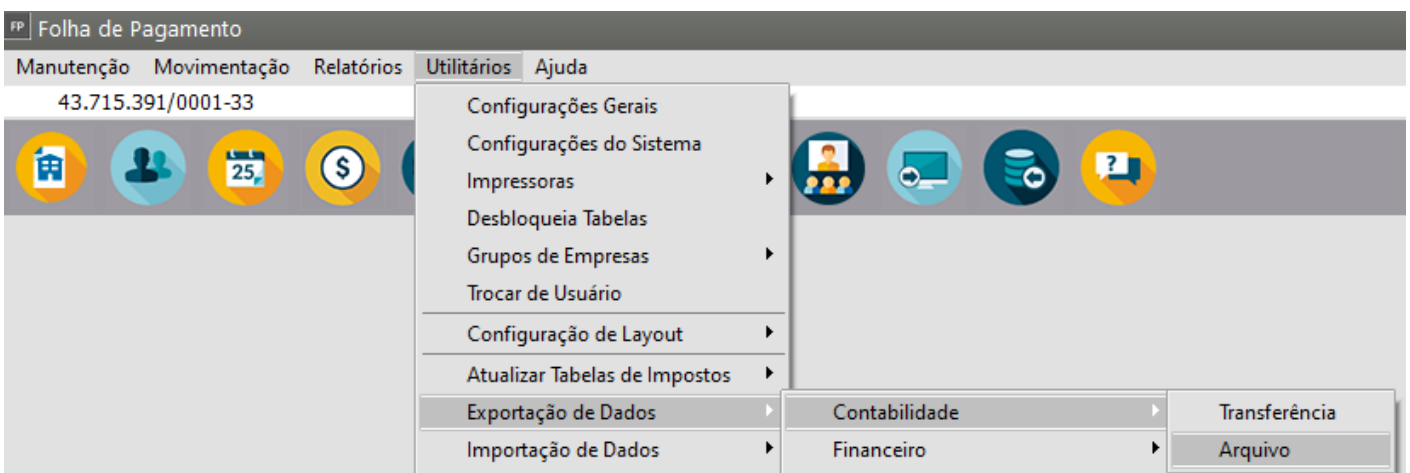 FP Folha de Pagamento
Manutenção Movimentação Relatórios Utilitários Ajuda
43.715.391/0001-33
Configurações Gerais
25
$
?
Configurações do Sistema
Impressoras
Desbloqueia Tabelas
Grupos de Empresas
Trocar de Usuário
Configuração de Layout
Atualizar Tabelas de Impostos
Exportação de Dados Contabilidade Transferência
Importação de Dados Financeiro Arquivo